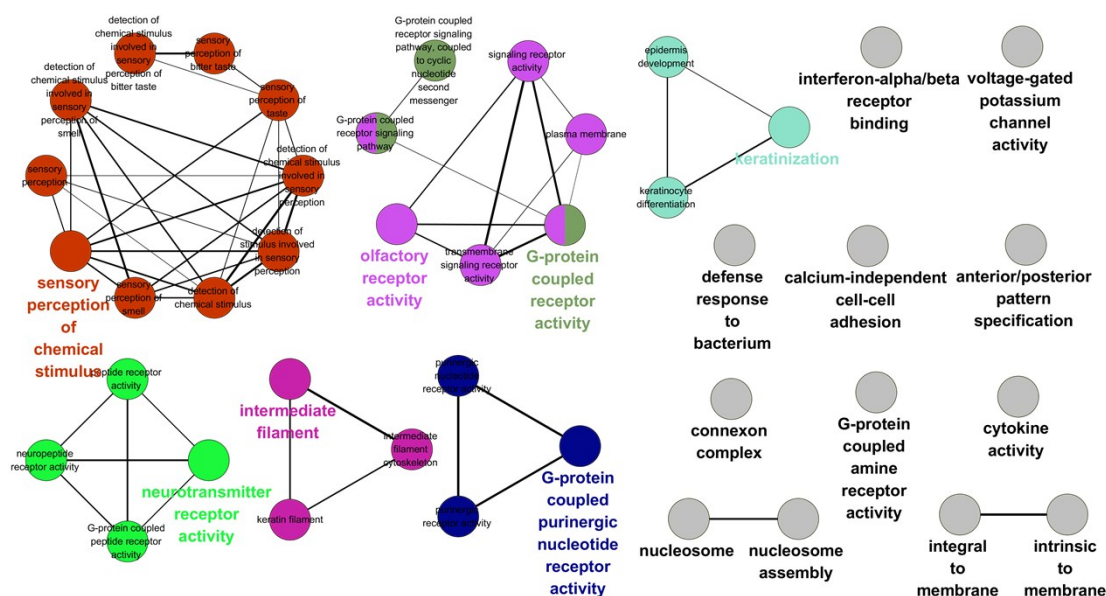 detection of chemical
stimulus involved in
sensory
perception of
bitter taste
sensory
perception of
bitter taste
detection of chemical
stimulus
involved in
sensory
perception of
smell
sensory
perception of
taste
sensory
perception
detection of
chemical stimulus
involved in sensory
perception
detection of
stimulus involved
in sensory
perception
detection of
chemical stimulus
sensory
perception of
smell
sensory
perception
of
chemical
stimulus
G-protein coupled
receptor signaling
pathway, coupled
to cyclic
nucleotide
second
messenger
G-protein coupled
receptor signaling
pathway
signaling receptor
activity
plasma membrane
olfactory
receptor
activity
transmembrane
signaling receptor
activity
G-protein
coupled
receptor
activity
epidermis
development
keratinization
keratinocyte
differentiation
interferon-alpha/beta
receptor
binding
voltage-gated
potassium
channel
activity
defense
response
to
bacterium
calcium-independent
cell-cell
adhesion
anterior/posterior
pattern
specification
peptide receptor
activity
neuropeptide
receptor activity
neurotransmitter
receptor
activity
G-protein coupled
peptide receptor
activity
intermediate
filament
intermediate
filament
cytoskeleton
keratin filament
purinergic
nucleotide
receptor activity
purinergic
receptor activity
G-protein
coupled
purinergic
nucleotide
receptor
activity
connexon
complex
G-protein
coupled
amine
receptor
activity
cytokine
activity
nucleosome
nucleosome
assembly
integral
to
membrane
intrinsic
to
membrane